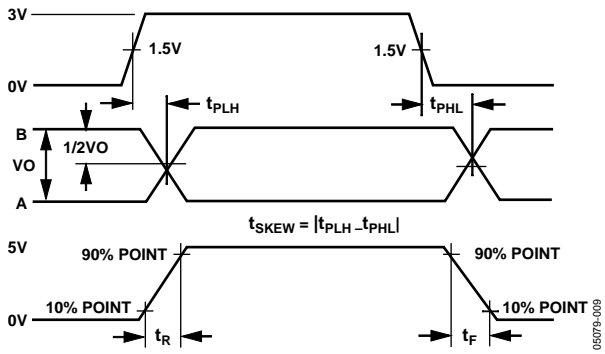 3V
1.5V
1.5V
0V
tPLH
tPHL
B
1/2VO
VO
A
tSKEW = |tPLH – tPHL|
5V
90% POINT
90% POINT
10% POINT
10% POINT
0V
tR
tF
05079-009